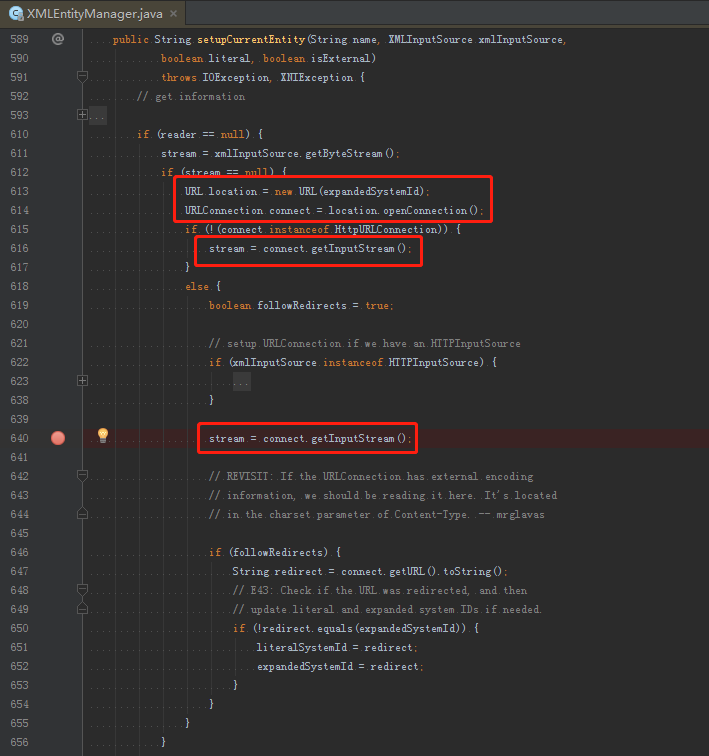 XMLEntityManager.java
589 @ public String setupCurrentEntity(String name, XMLInputSource xmlInputSource,
590 boolean literal, boolean isExternal)
591 throws IOException, XNIException {
592 // get information
593 ...
610 if (reader == null) {
611 stream = xmlInputSource.getByteStream();
612 if (stream == null) {
613 URL location = new URL(expandedSystemId);
614 URLConnection connect = location.openConnection();
615 if (!(connect instanceof HttpURLConnection)) {
616 stream = connect.getInputStream();
617 }
618 else {
619 boolean followRedirects = true;
620
621 // setup URLConnection if we have an HTTPInputSource
622 if (xmlInputSource instanceof HTTPInputSource) {
623 ...
638 }
639
640 stream = connect.getInputStream();
641
642 // REVISIT: If the URLConnection has external encoding
643 // information, we should be reading it here. It's located
644 // in the charset parameter of Content-Type. -- mrglavas
645
646 if (followRedirects) {
647 String redirect = connect.getURL().toString();
648 // E43: Check if the URL was redirected, and then
649 // update literal and expanded system IDs if needed.
650 if (!redirect.equals(expandedSystemId)) {
651 literalSystemId = redirect;
652 expandedSystemId = redirect;
653 }
654 }
655 }
656 }